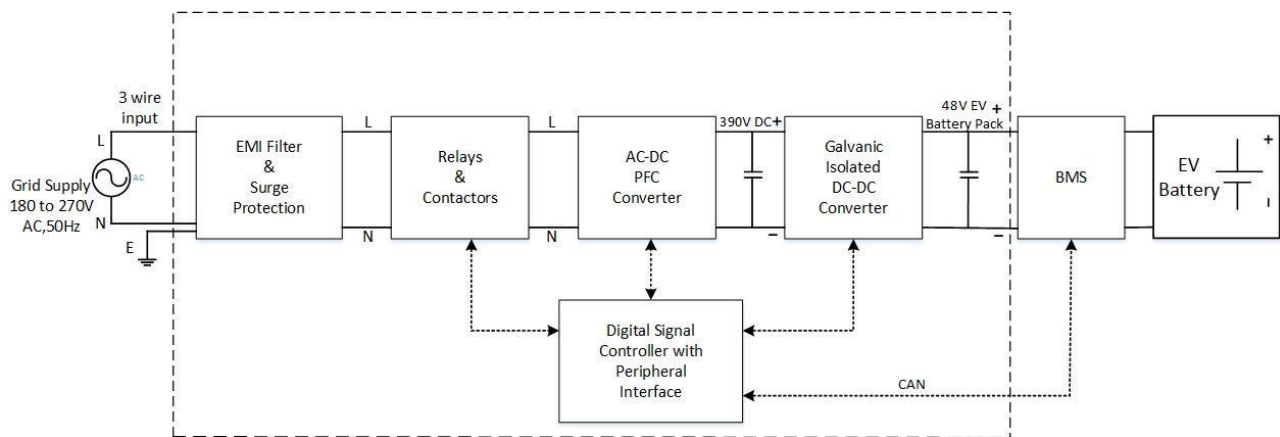 3 wire
input
L
AC
Grid Supply
180 to 270V
AC,50Hz
N
E
EMI Filter
&
Surge
Protection
L
N
Relays
&
Contactors
L
N
AC-DC
PFC
Converter
390V DC+
−
Galvanic
Isolated
DC-DC
Converter
48V EV +
Battery Pack
−
BMS
EV
Battery
+
-
Digital Signal
Controller with
Peripheral
Interface
CAN